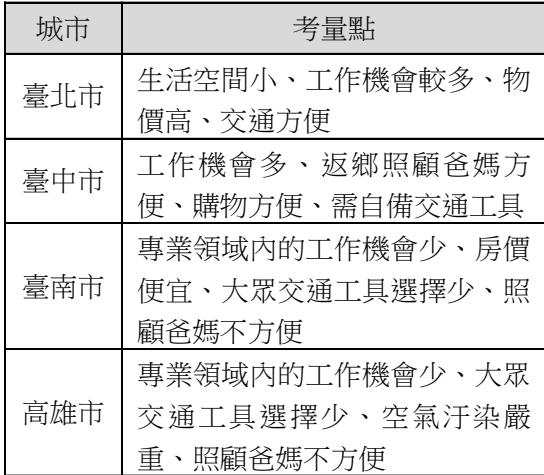 城市 考量點
臺北市 生活空間小、工作機會較多、物
價高、交通方便
臺中市 工作機會多、返鄉照顧爸媽方
便、購物方便、需自備交通工具
臺南市 專業領域內的工作機會少、房價
便宜、大眾交通工具選擇少、照
顧爸媽不方便
高雄市 專業領域內的工作機會少、大眾
交通工具選擇少、空氣汙染嚴
重、照顧爸媽不方便